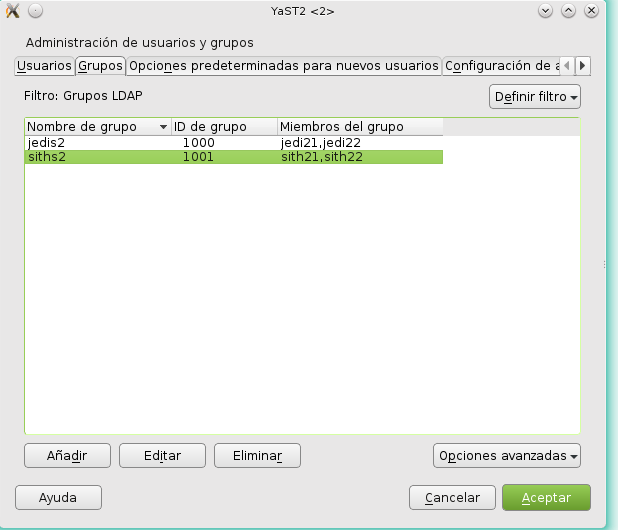 YaST2 <2>
Administración de usuarios y grupos
Usuarios Grupos Opciones predeterminadas para nuevos usuarios Configuración de a
Filtro: Grupos LDAP Definir filtro
Nombre de grupo ID de grupo Miembros del grupo
jedis2 1000 jedi21,jedi22
siths2 1001 sith21,sith22
Añadir Editar Eliminar Opciones avanzadas
Ayuda Cancelar Aceptar